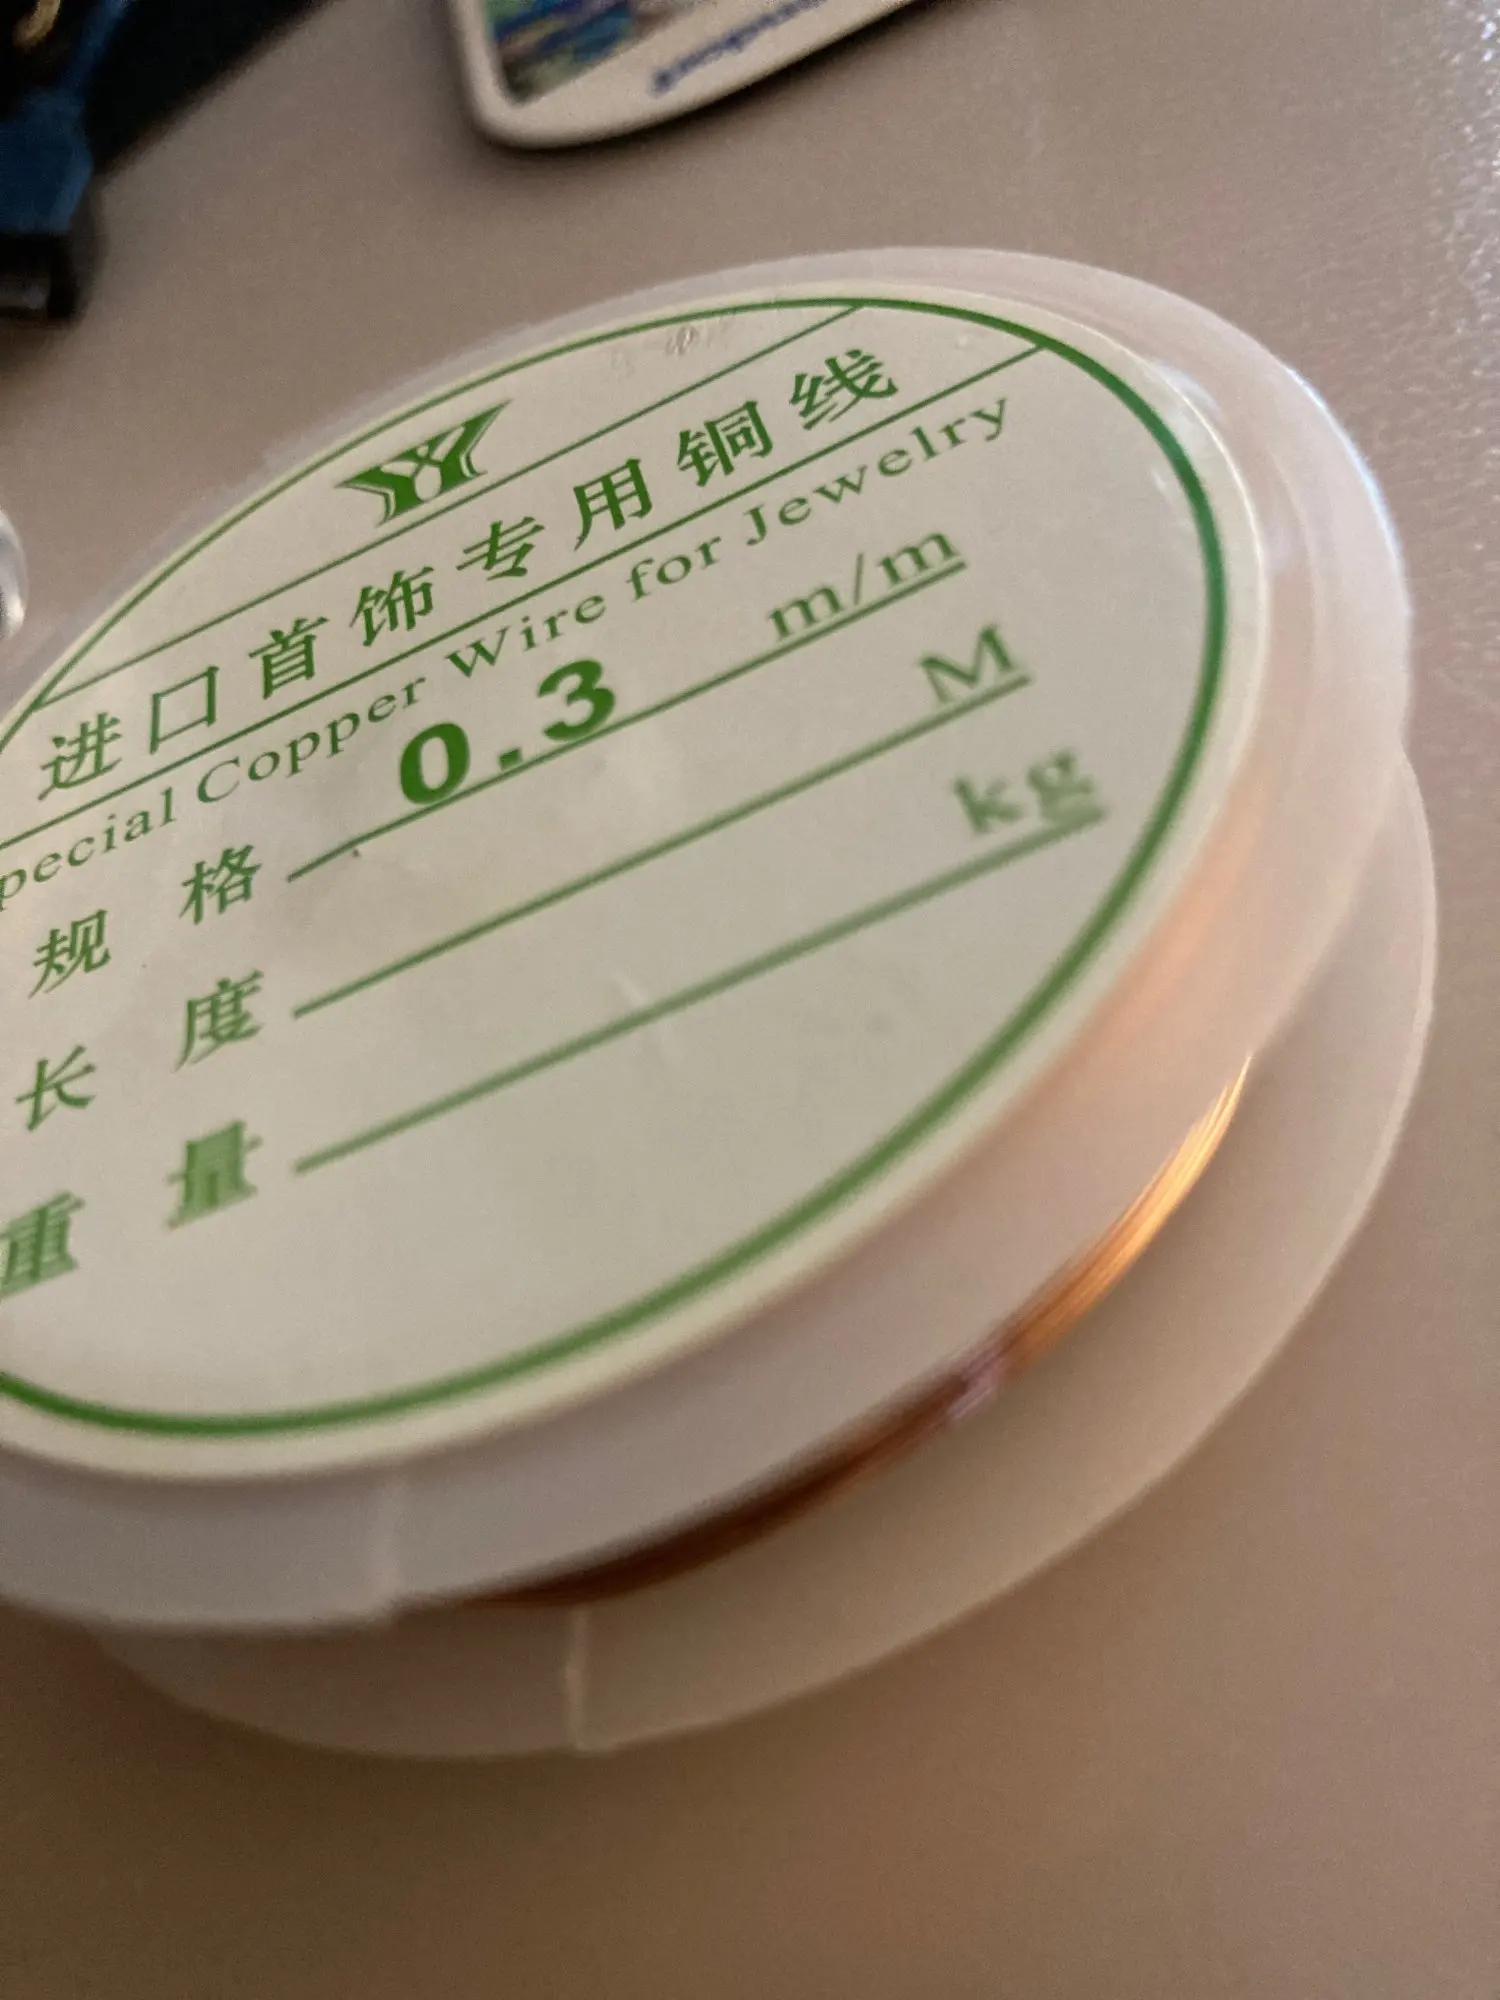 进口首饰专用铜线
pecial Copper Wire for Jewelry
规格 0.3 m/m
长度 M
重量 kg